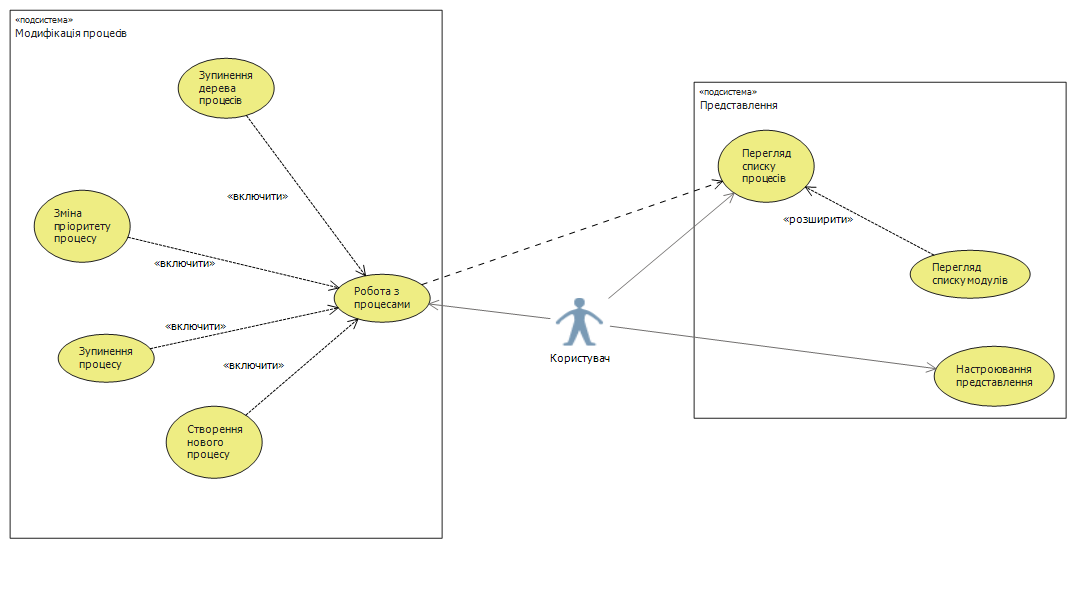 «подсистема»
Модифікація процесів
Зупинення
дерева
процесів
«включити»
Зміна
пріоритету
процесу
«включити»
Робота з
процесами
«включити»
Зупинення
процесу
«включити»
Створення
нового
процесу
Користувач
«подсистема»
Представлення
Перегляд
списку
процесів
«розширити»
Перегляд
списку модулів
Настроювання
представлення